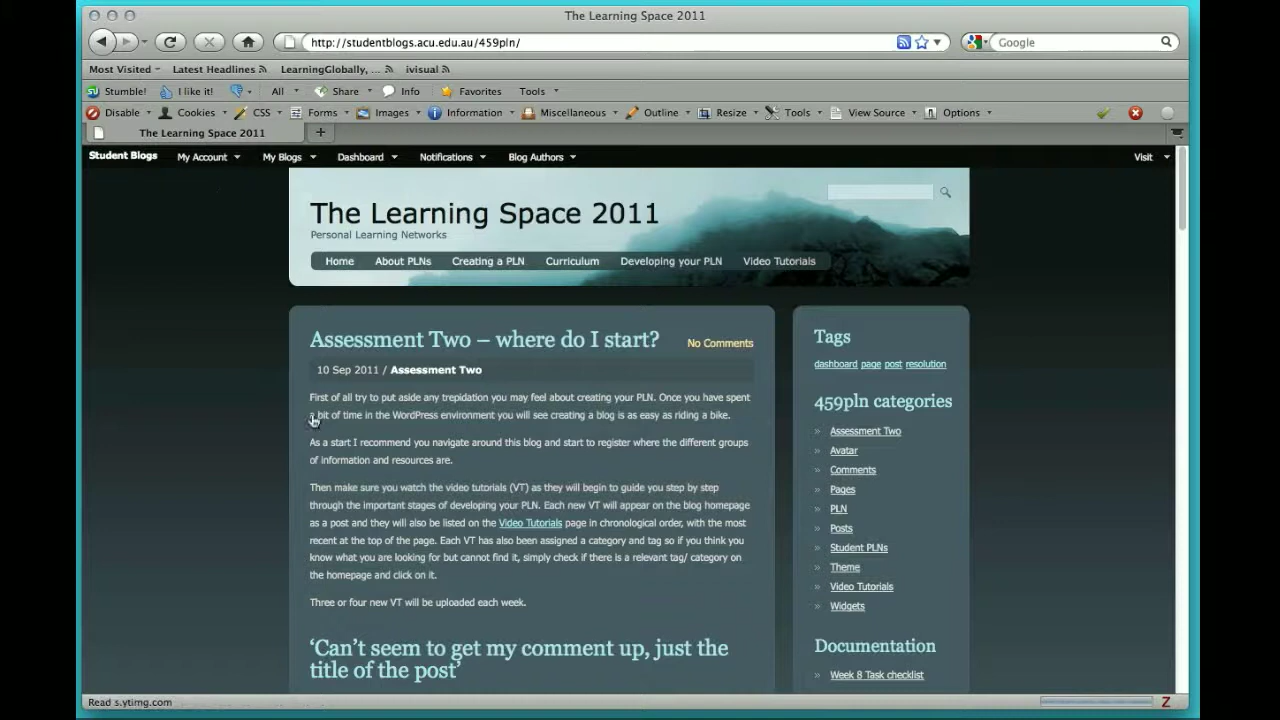 The Learning Space 2011
http://studentblogs.acu.edu.au/459pln/
Google
Most Visited
Latest Headlines
LearningGlobally, ...
ivisual
Stumble!
I like it!
All
Share
Info
Favorites
Tools
Disable
Cookies
CSS
Forms
Images
Information
Miscellaneous
Outline
Resize
Tools
View Source
Options
The Learning Space 2011
Student Blogs
My Account
My Blogs
Dashboard
Notifications
Blog Authors
Visit
The Learning Space 2011
Personal Learning Networks
Home
About PLNs
Creating a PLN
Curriculum
Developing your PLN
Video Tutorials
Assessment Two – where do I start?
No Comments
10 Sep 2011 / Assessment Two
First of all try to put aside any trepidation you may feel about creating your PLN. Once you have spent
a bit of time in the WordPress environment you will see creating a blog is as easy as riding a bike.
As a start I recommend you navigate around this blog and start to register where the different groups
of information and resources are.
Then make sure you watch the video tutorials (VT) as they will begin to guide you step by step
through the important stages of developing your PLN. Each new VT will appear on the blog homepage
as a post and they will also be listed on the Video Tutorials page in chronological order, with the most
recent at the top of the page. Each VT has also been assigned a category and tag so if you think you
know what you are looking for but cannot find it, simply check if there is a relevant tag/ category on
the homepage and click on it.
Three or four new VT will be uploaded each week.
‘Can’t seem to get my comment up, just the
title of the post’
Tags
dashboard page post resolution
459pln categories
Assessment Two
Avatar
Comments
Pages
PLN
Posts
Student PLNs
Theme
Video Tutorials
Widgets
Documentation
Week 8 Task checklist
Read s.ytimg.com
Z